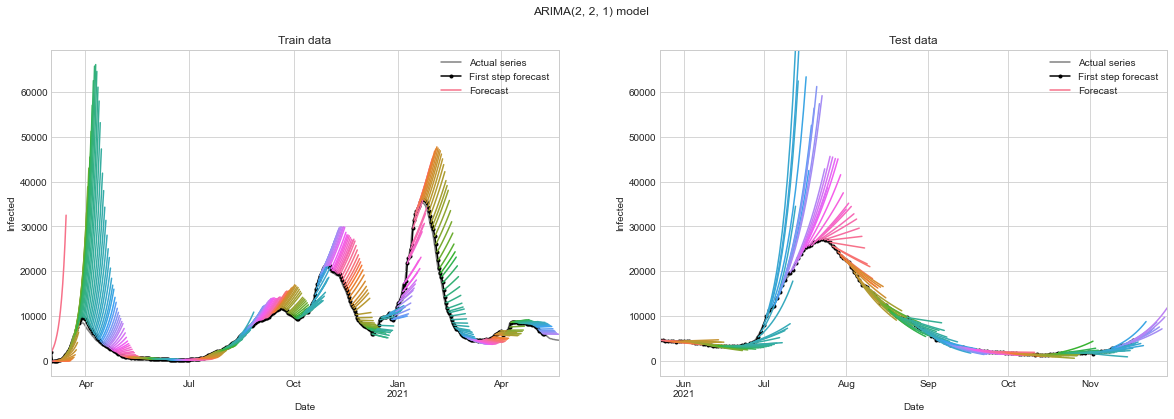 ARIMA(2, 2, 1) model
Train data
Actual series
First step forecast
Forecast
60000
50000
40000
30000
20000
10000
0
Infected
Apr
Jul
Oct
Jan
2021
Apr
Date
Test data
Actual series
First step forecast
Forecast
60000
50000
40000
30000
20000
10000
0
Infected
Jun
2021
Jul
Aug
Sep
Oct
Nov
Date